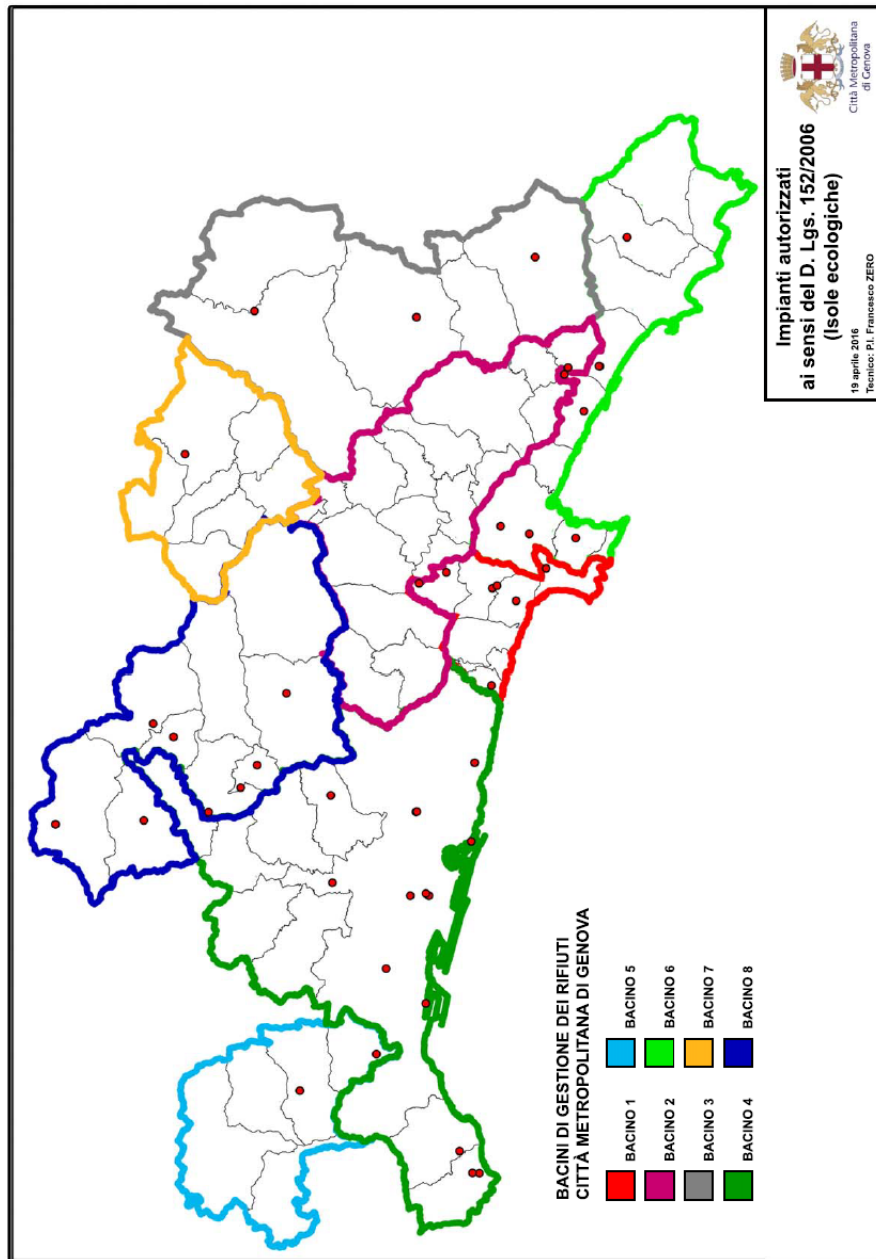 Città Metropolitana
di Genova
Impianti autorizzati
ai sensi del D. Lgs. 152/2006
(Isole ecologiche)
19 aprile 2016
Tecnico: P.I. Francesco ZERO
BACINI DI GESTIONE DEI RIFIUTI
CITTÀ METROPOLITANA DI GENOVA
BACINO 1
BACINO 2
BACINO 3
BACINO 4
BACINO 5
BACINO 6
BACINO 7
BACINO 8